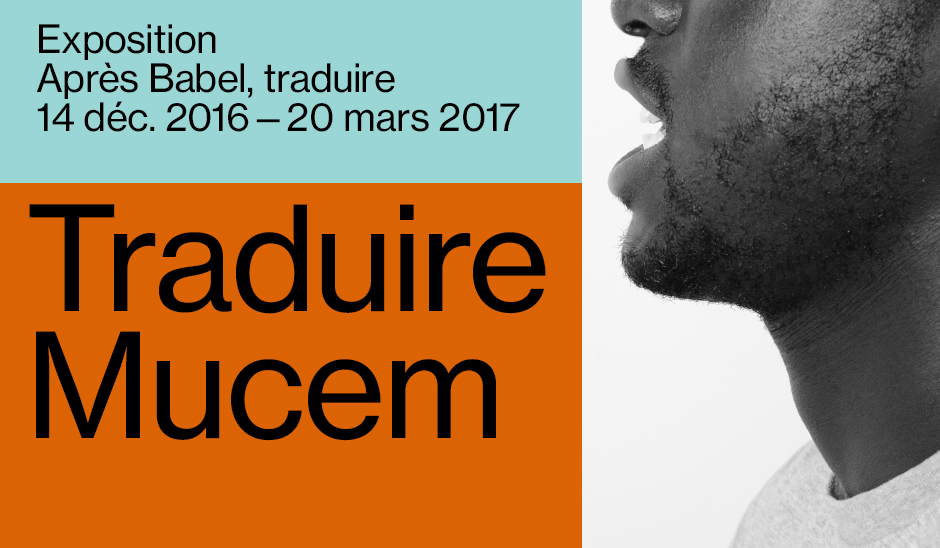 Exposition
Après Babel, traduire
14 déc. 2016 – 20 mars 2017
Traduire
Mucem